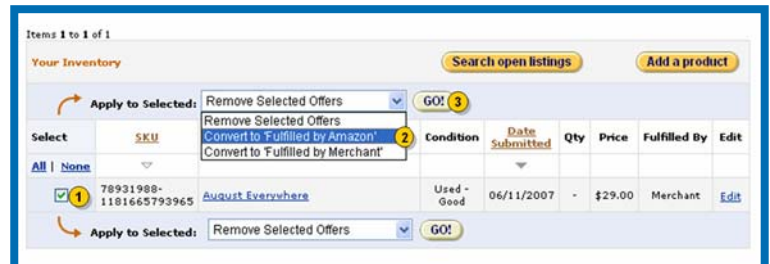 Items 1 to 1 of 1
Your Inventory Search open listings Add a product
Apply to Selected: Remove Selected Offers GO! 3
Remove Selected Offers
Convert to 'Fulfilled by Amazon' 2
Convert to 'Fulfilled by Merchant'
Select SKU Condition Date Submitted Qty Price Fulfilled By Edit
All | None
1 78931988-1181665793965 August Everywhere Used - Good 06/11/2007 - $29.00 Merchant Edit
Apply to Selected: Remove Selected Offers GO!